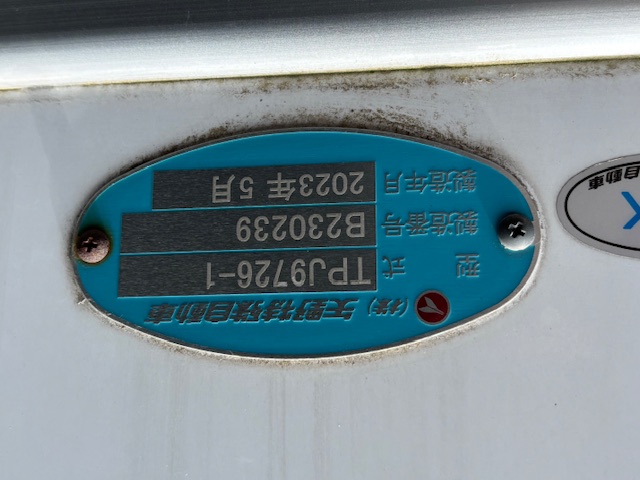 (株)矢野特殊自動車
型式 TPJ9726-1
製造番号 B230239
製造年月 2023年 5月
自動車
K